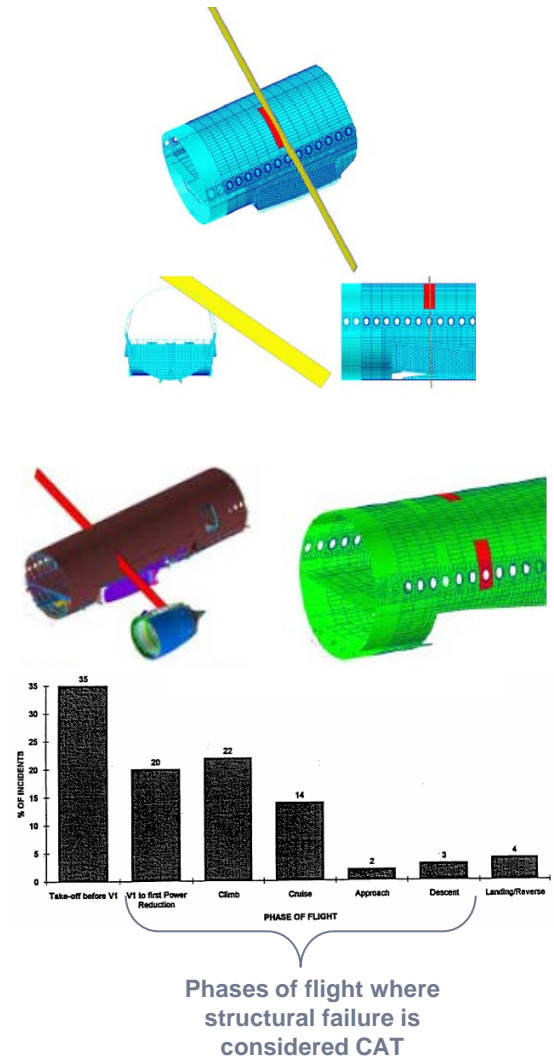 35
20
22
14
2
3
4
35
30
25
20
15
10
5
0
% OF INCIDENTS
Take-off before V1
V1 to first Power
Reduction
Climb
Cruise
Approach
Descent
Landing/Reverse
PHASE OF FLIGHT
Phases of flight where
structural failure is
considered CAT